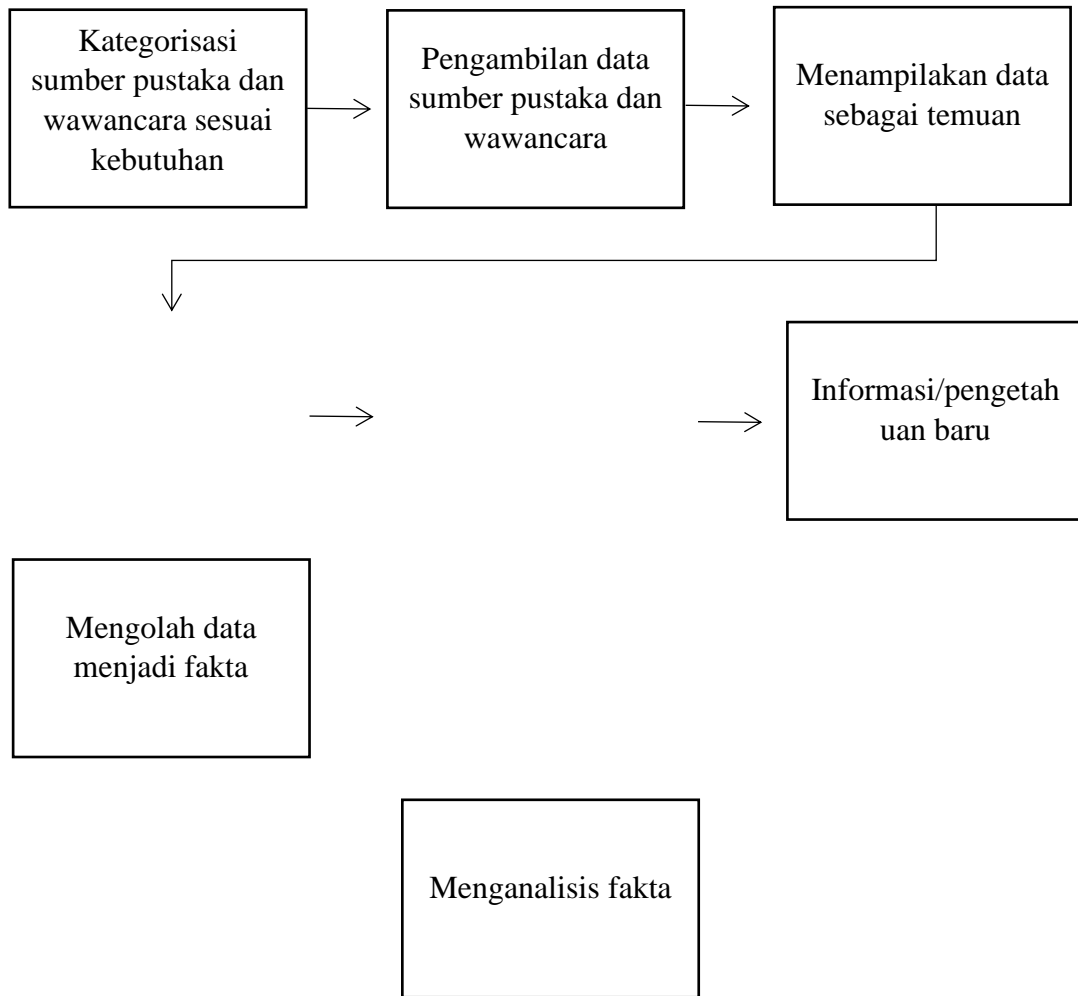 Kategorisasi
sumber pustaka dan
wawancara sesuai
kebutuhan
Pengambilan data
sumber pustaka dan
wawancara
Menampilakan data
sebagai temuan
Informasi/pengetah
uan baru
Mengolah data
menjadi fakta
Menganalisis fakta